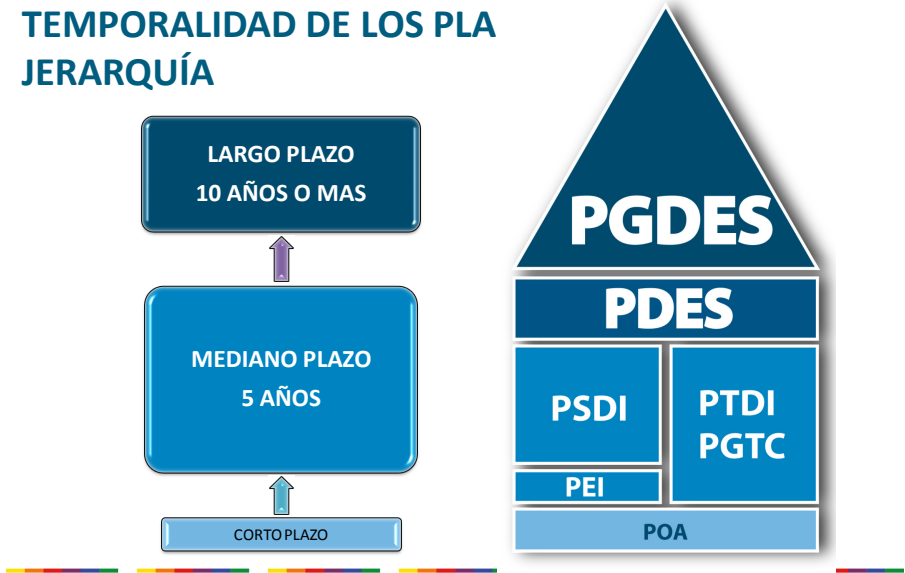 TEMPORALIDAD DE LOS PLA
JERARQUÍA
LARGO PLAZO
10 AÑOS O MAS
MEDIANO PLAZO
5 AÑOS
CORTO PLAZO
PGDES
PDES
PSDI
PTDI
PGTC
PEI
POA